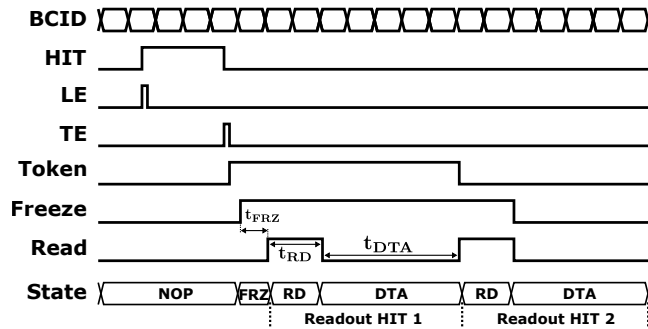 BCID
HIT
LE
TE
Token
Freeze
t_FRZ
Read
t_RD
t_DTA
State
NOP FRZ RD DTA RD DTA
Readout HIT 1 Readout HIT 2